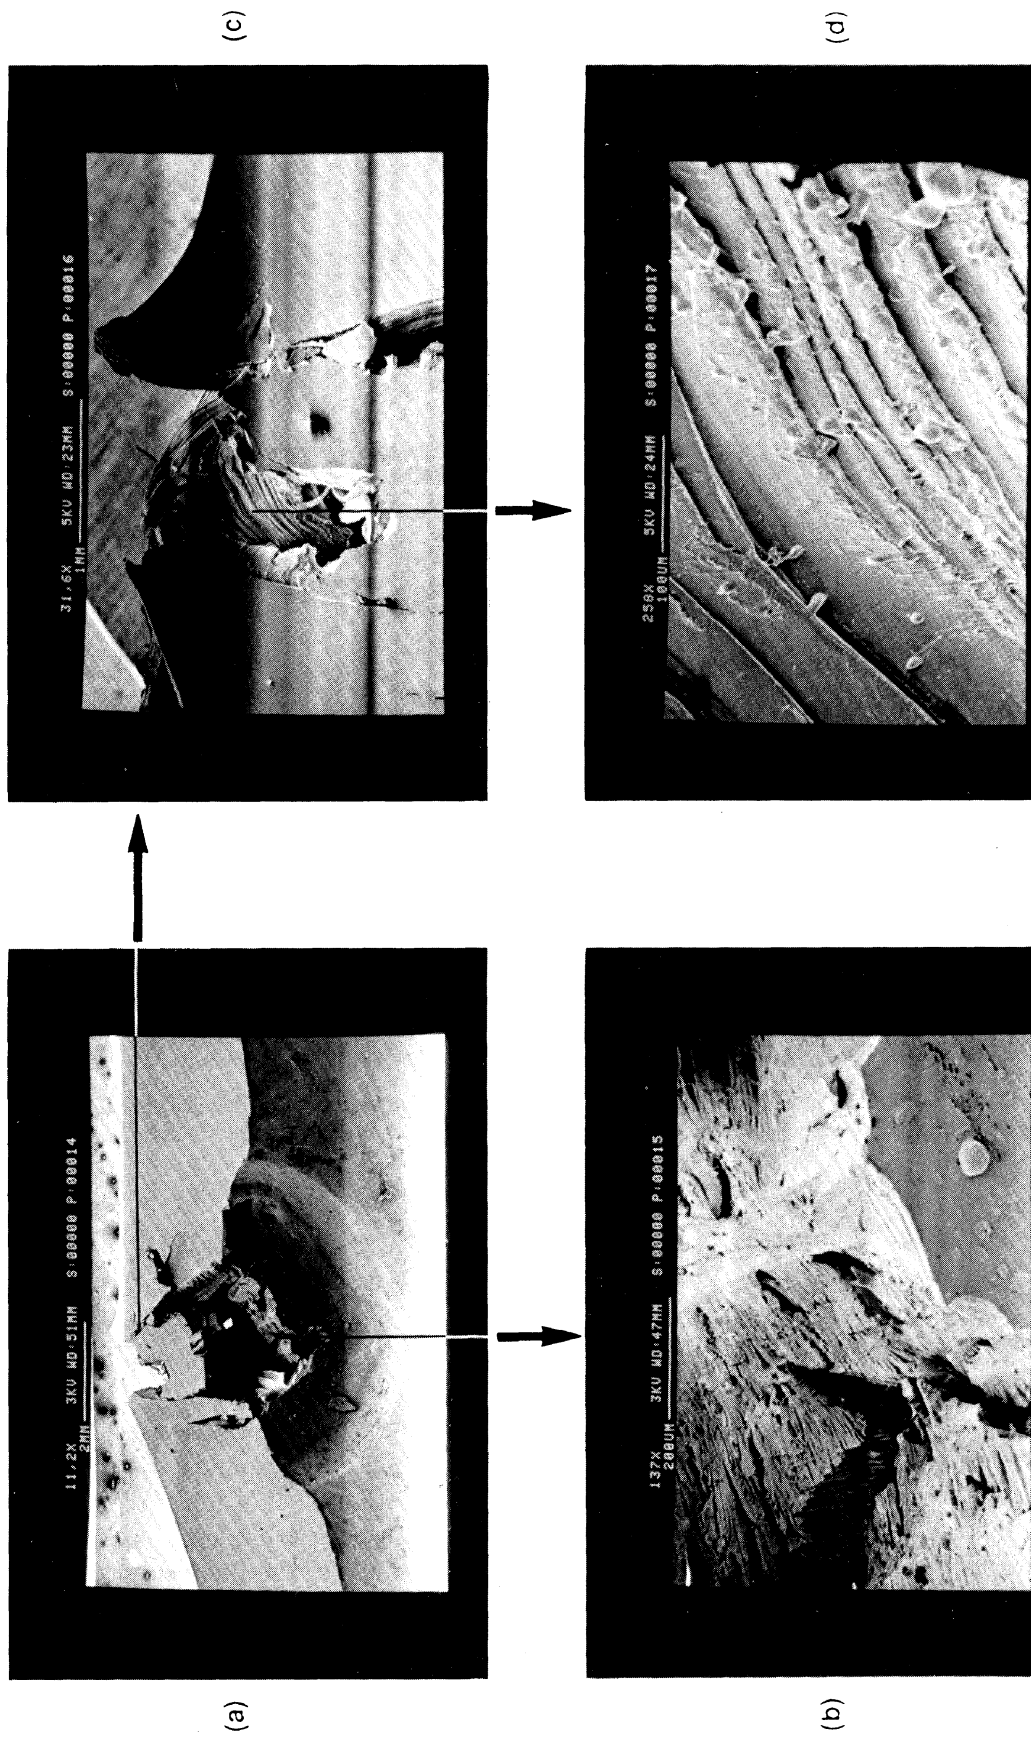 (a)
11.2X 3KV WD:51MM S:00000 P:00014
2MM
(b)
137X 3KV WD:47MM S:00000 P:00015
200UM
(c)
31.6X 5KV WD:23MM S:00000 P:00016
1MM
(d)
258X 5KV WD:24MM S:00000 P:00017
100UM